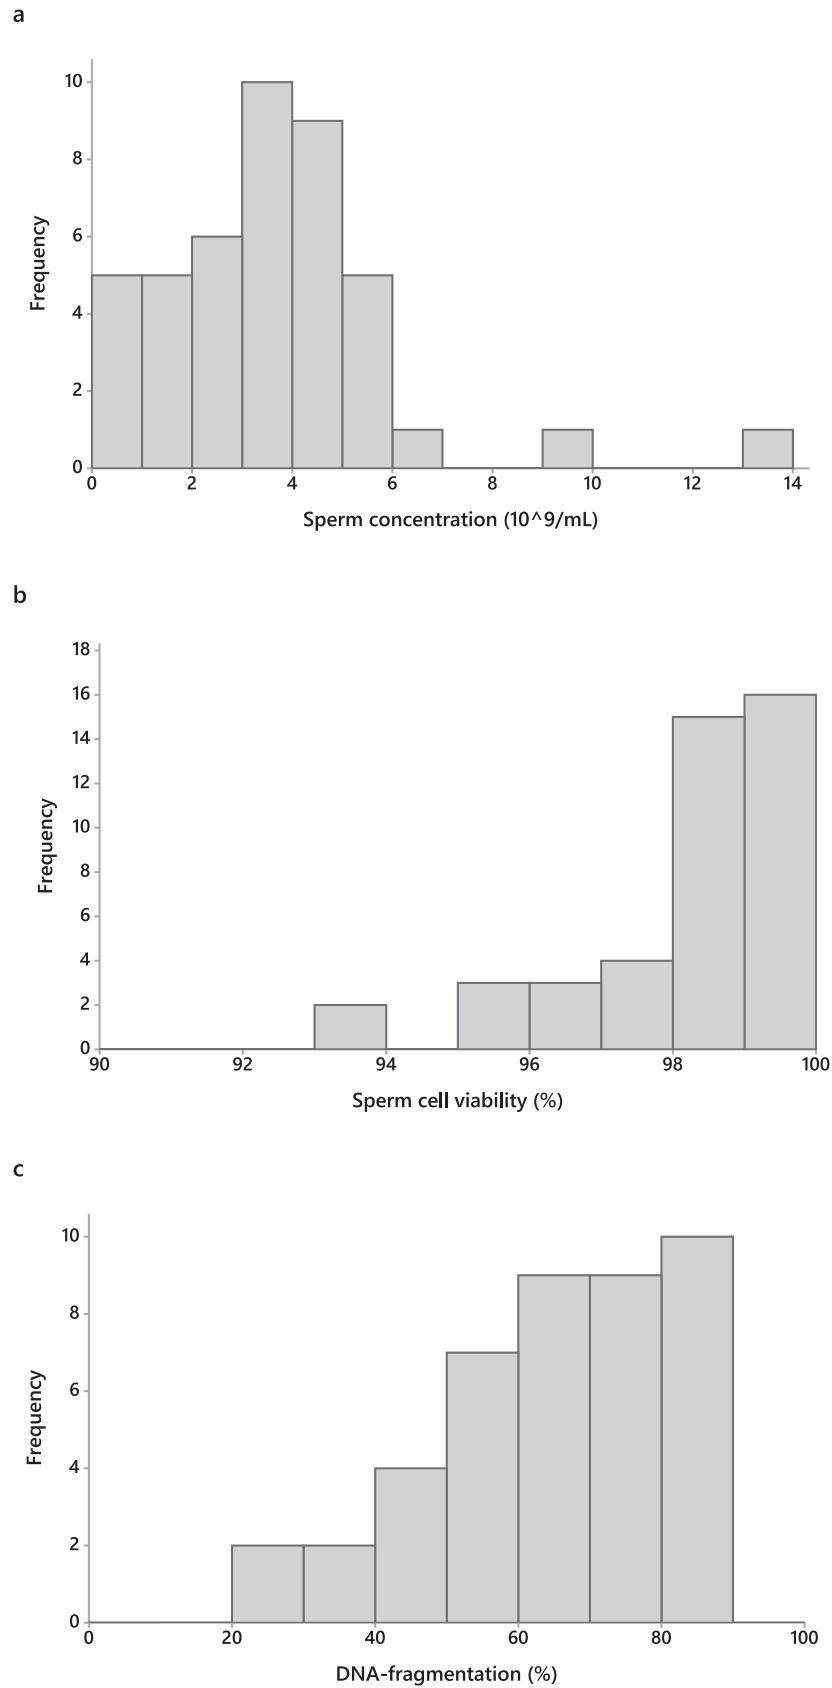 a
10
8
6
4
2
0
Frequency
0 2 4 6 8 10 12 14
Sperm concentration (10^9/mL)
b
18
16
14
12
10
8
6
4
2
0
Frequency
90 92 94 96 98 100
Sperm cell viability (%)
c
10
8
6
4
2
0
Frequency
0 20 40 60 80 100
DNA-fragmentation (%)